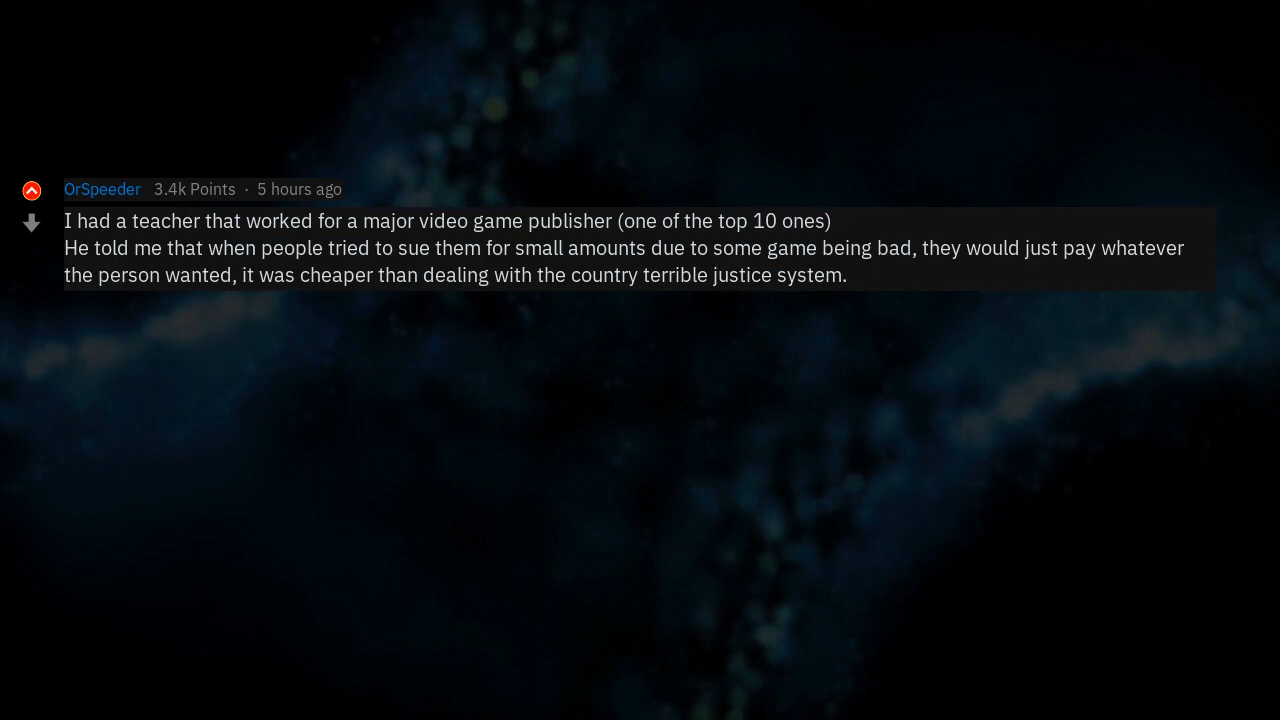 OrSpeeder 3.4k Points · 5 hours ago
I had a teacher that worked for a major video game publisher (one of the top 10 ones)
He told me that when people tried to sue them for small amounts due to some game being bad, they would just pay whatever
the person wanted, it was cheaper than dealing with the country terrible justice system.